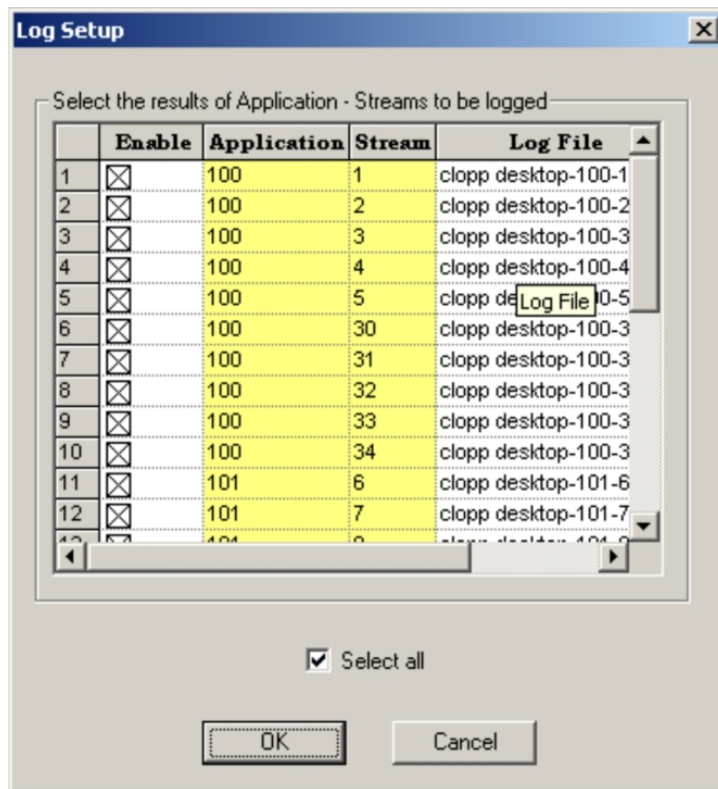 Log Setup
Select the results of Application - Streams to be logged
Enable Application Stream Log File
1 100 1 clopp desktop-100-1
2 100 2 clopp desktop-100-2
3 100 3 clopp desktop-100-3
4 100 4 clopp desktop-100-4
5 100 5 clopp de 0-5
Log File
6 100 30 clopp desktop-100-3
7 100 31 clopp desktop-100-3
8 100 32 clopp desktop-100-3
9 100 33 clopp desktop-100-3
10 100 34 clopp desktop-100-3
11 101 6 clopp desktop-101-6
12 101 7 clopp desktop-101-7
Select all
OK Cancel